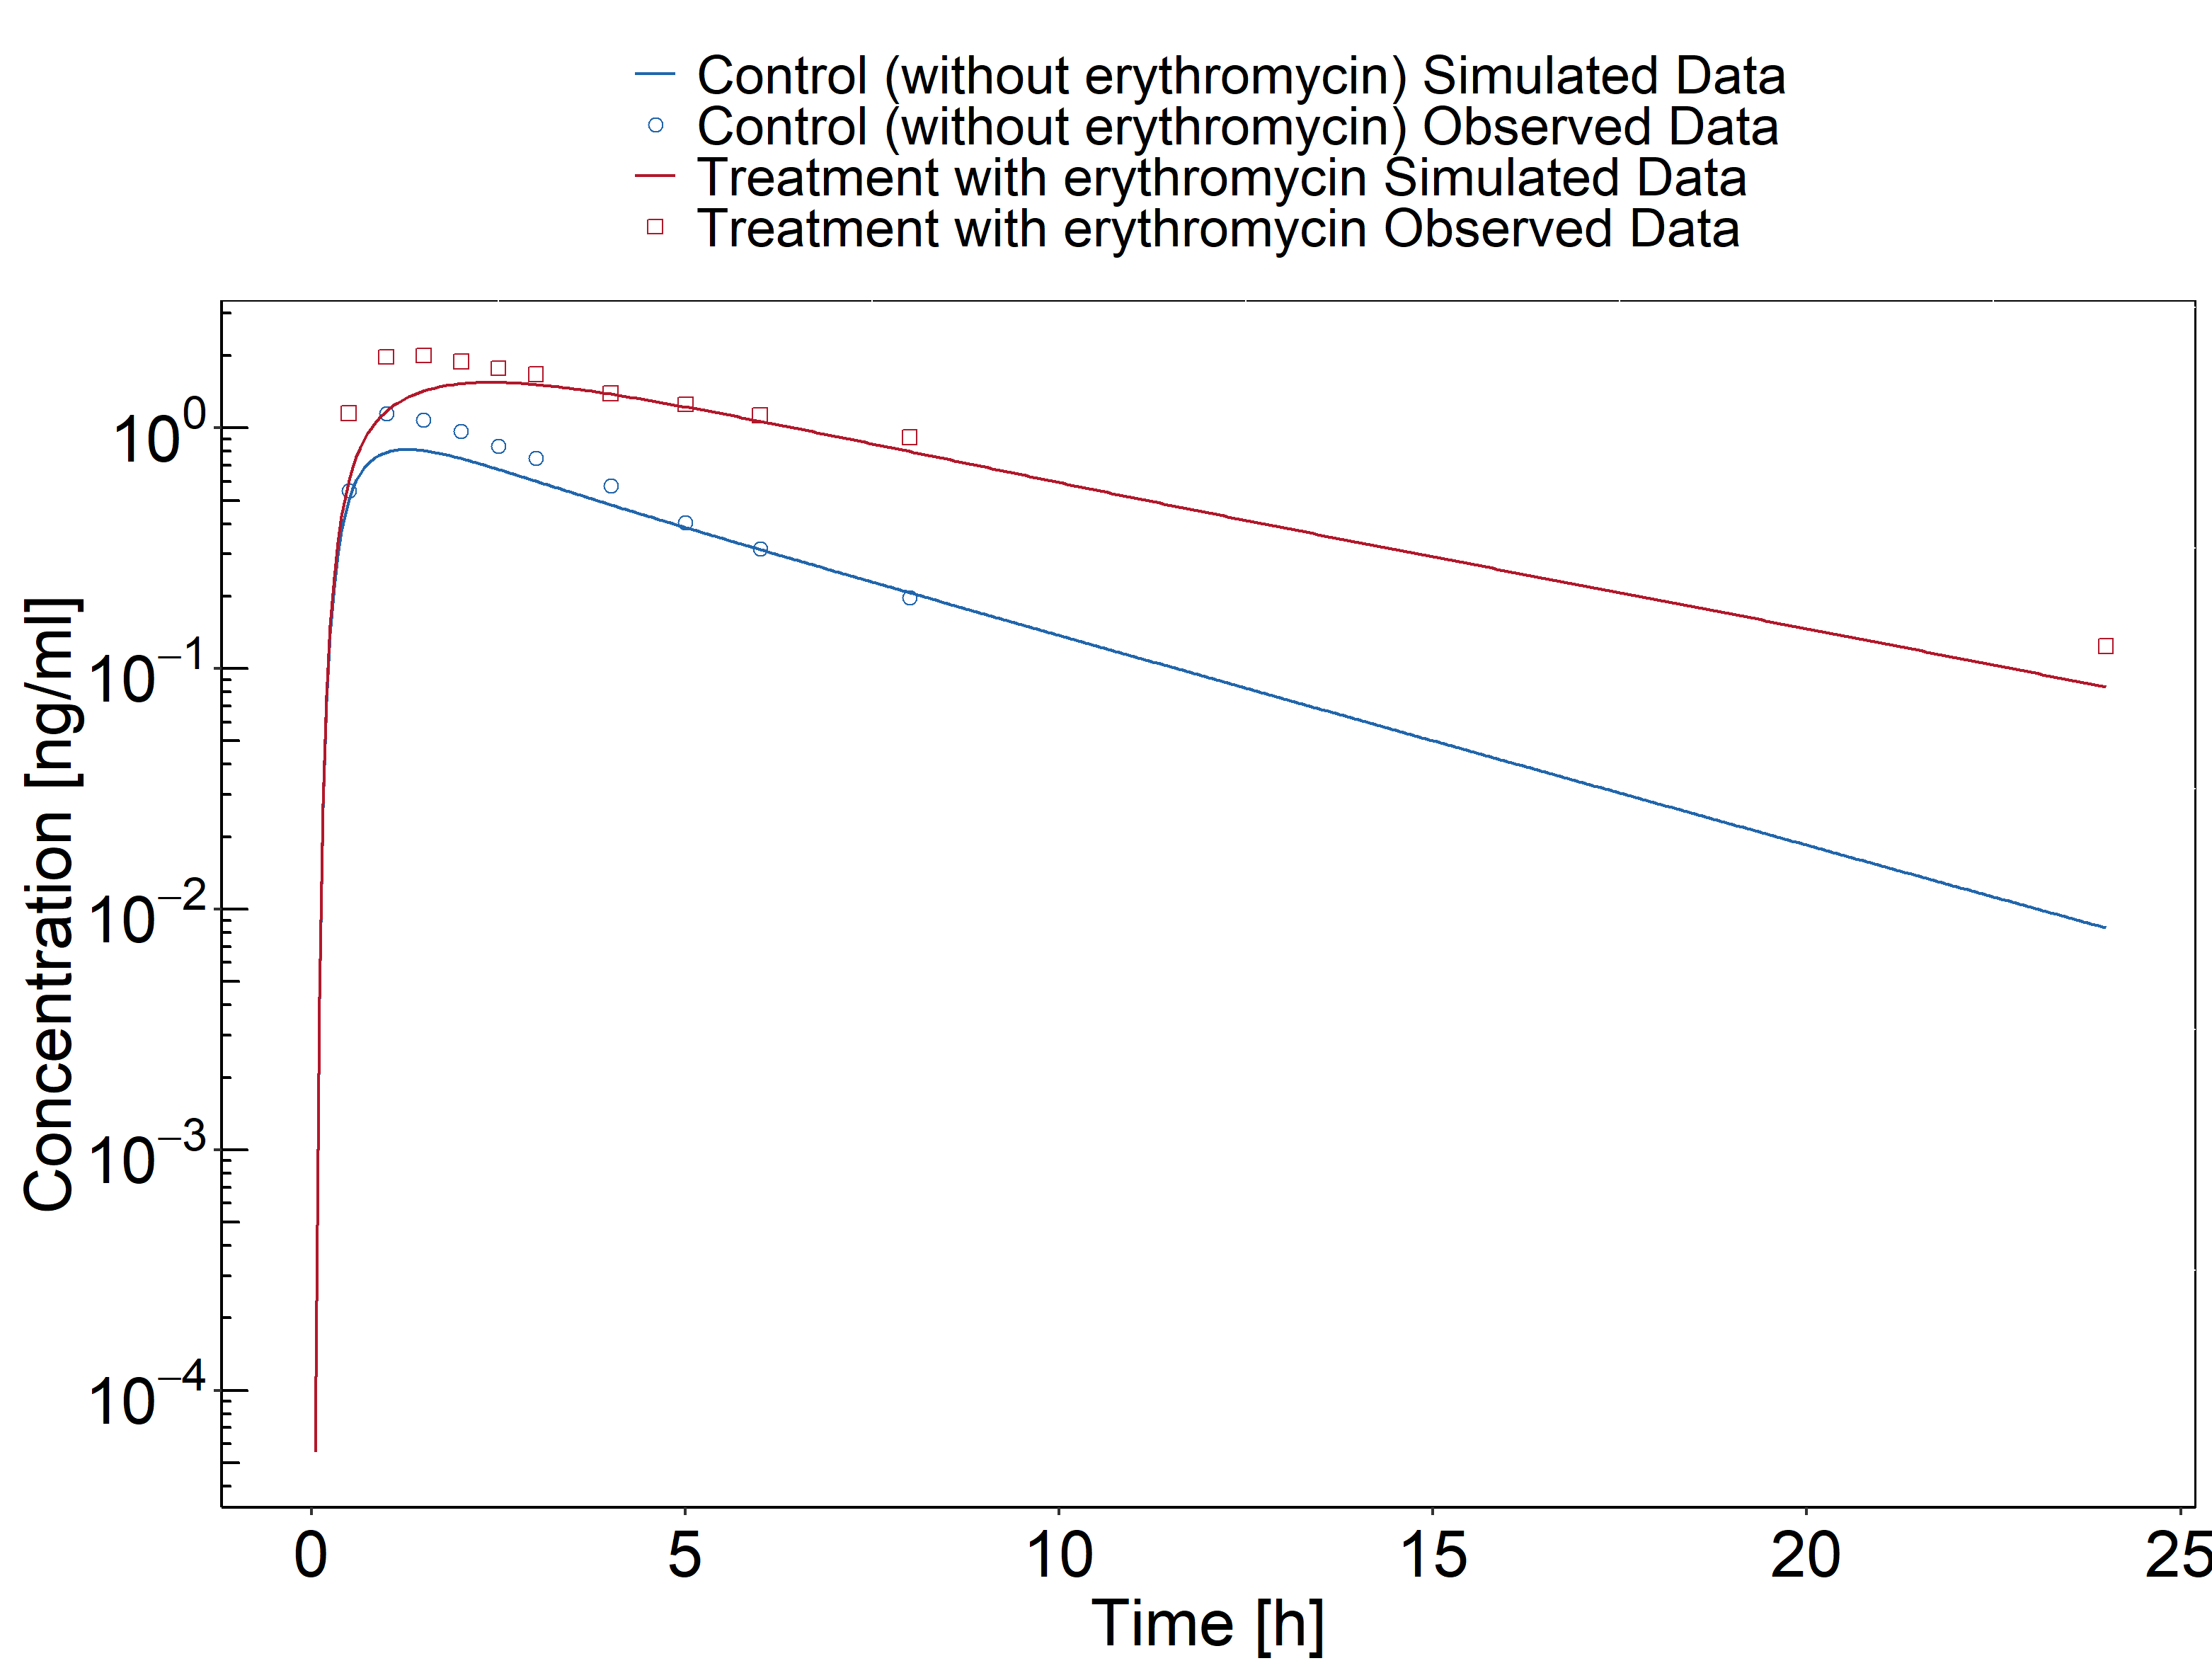 Control (without erythromycin) Simulated Data
Control (without erythromycin) Observed Data
Treatment with erythromycin Simulated Data
Treatment with erythromycin Observed Data
Concentration [ng/ml]
10⁰
10⁻¹
10⁻²
10⁻³
10⁻⁴
0 5 10 15 20 25
Time [h]